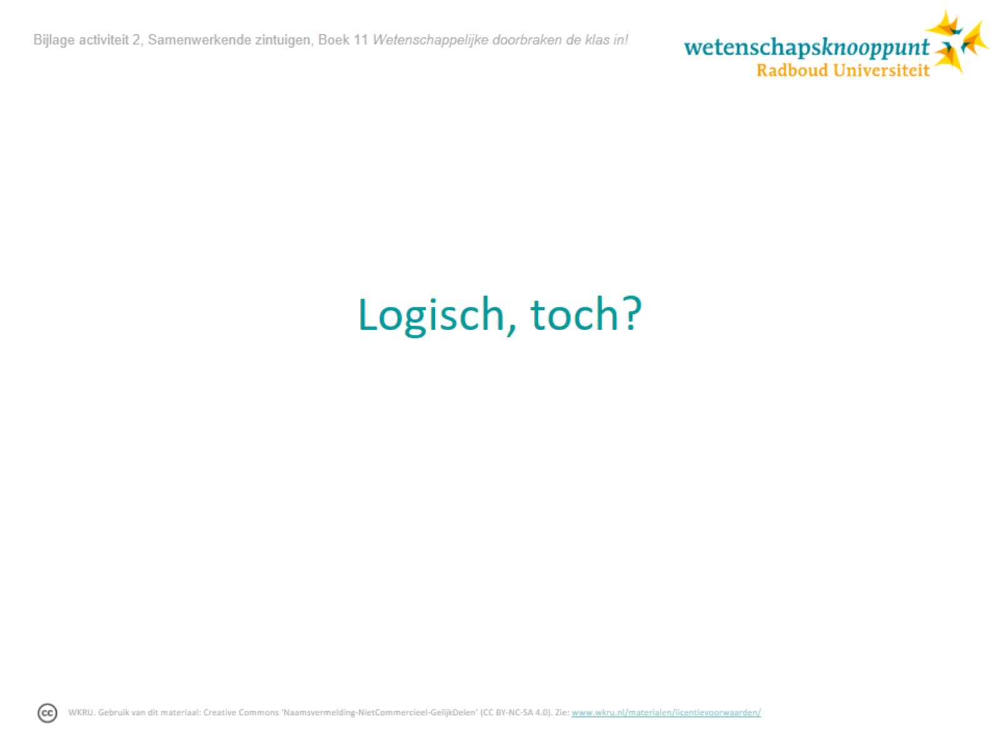 Bijlage activiteit 2, Samenwerkende zintuigen, Boek 11 Wetenschappelijke doorbraken de klas in!
wetenschapsknooppunt
Radboud Universiteit
Logisch, toch?
cc WKRU. Gebruik van dit materiaal: Creative Commons ‘Naamsvermelding-NietCommercieel-GelijkDelen’ (CC BY-NC-SA 4.0). Zie: www.wkru.nl/materialen/licentievoorwaarden/